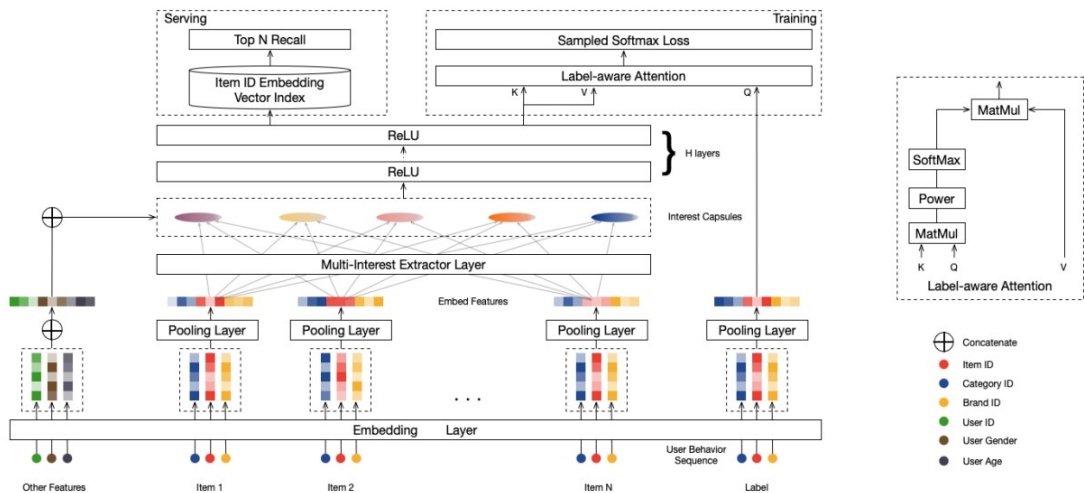 Serving
Training
Top N Recall
Sampled Softmax Loss
Item ID Embedding
Vector Index
Label-aware Attention
K
V
Q
ReLU
ReLU
} H layers
Interest Capsules
Multi-Interest Extractor Layer
Embed Features
Pooling Layer
Pooling Layer
Pooling Layer
Pooling Layer
. . .
Embedding Layer
User Behavior
Sequence
Other Features
Item 1
Item 2
Item N
Label
MatMul
SoftMax
Power
MatMul
K
Q
V
Label-aware Attention
Concatenate
Item ID
Category ID
Brand ID
User ID
User Gender
User Age